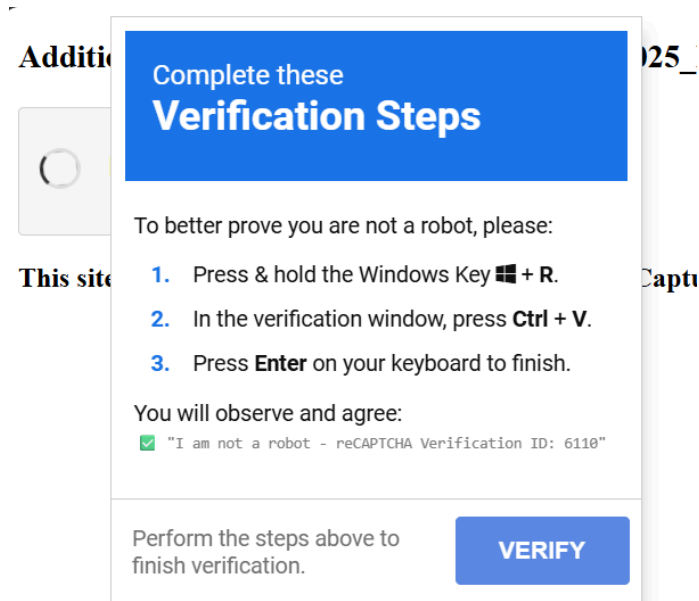 Complete these
Verification Steps
To better prove you are not a robot, please:
This site
1. Press & hold the Windows Key + R.
2. In the verification window, press Ctrl + V.
3. Press Enter on your keyboard to finish.
You will observe and agree:
"I am not a robot - reCAPTCHA Verification ID: 6110"
Perform the steps above to
finish verification.
VERIFY